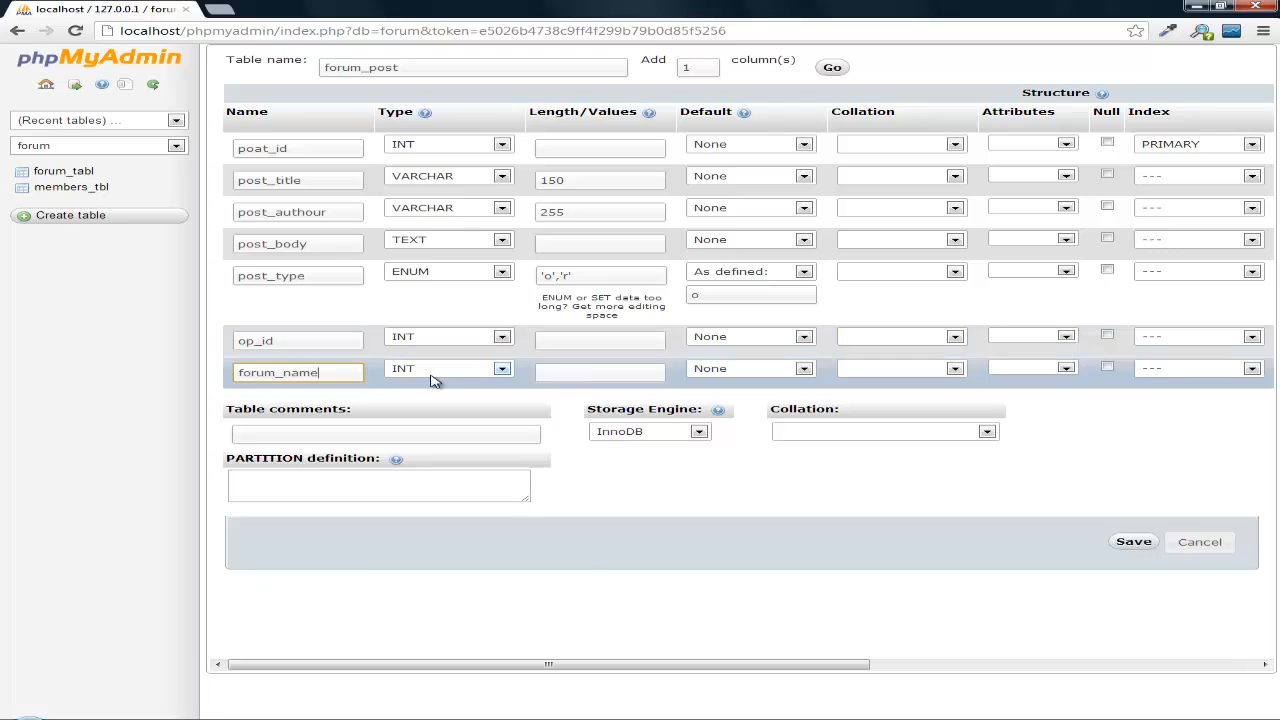 localhost / 127.0.0.1 / foru
localhost/phpmyadmin/index.php?db=forum&token=e5026b47389ff4f299b79b0d85f5256
phpMyAdmin
(Recent tables) ...
forum
forum_tabl
members_tbl
Create table
Table name: forum_post Add 1 column(s) Go
Structure
Name Type Length/Values Default Collation Attributes Null Index
poat_id INT None PRIMARY
post_title VARCHAR 150 None ---
post_authour VARCHAR 255 None ---
post_body TEXT None ---
post_type ENUM 'o','r' As defined: ---
o
ENUM or SET data too
long? Get more editing
space
op_id INT None ---
forum_name INT None ---
Table comments: Storage Engine: Collation:
InnoDB
PARTITION definition:
Save Cancel